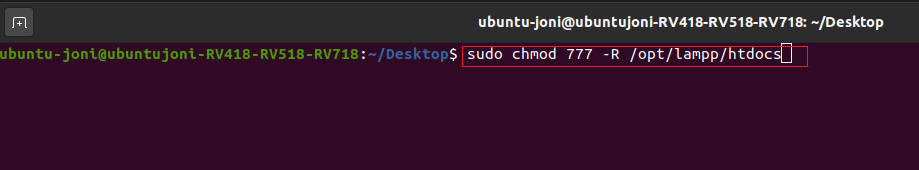 ubuntu-joni@ubuntujoni-RV418-RV518-RV718: ~/Desktop
ubuntu-joni@ubuntujoni-RV418-RV518-RV718:~/Desktop$ sudo chmod 777 -R /opt/lampp/htdocs